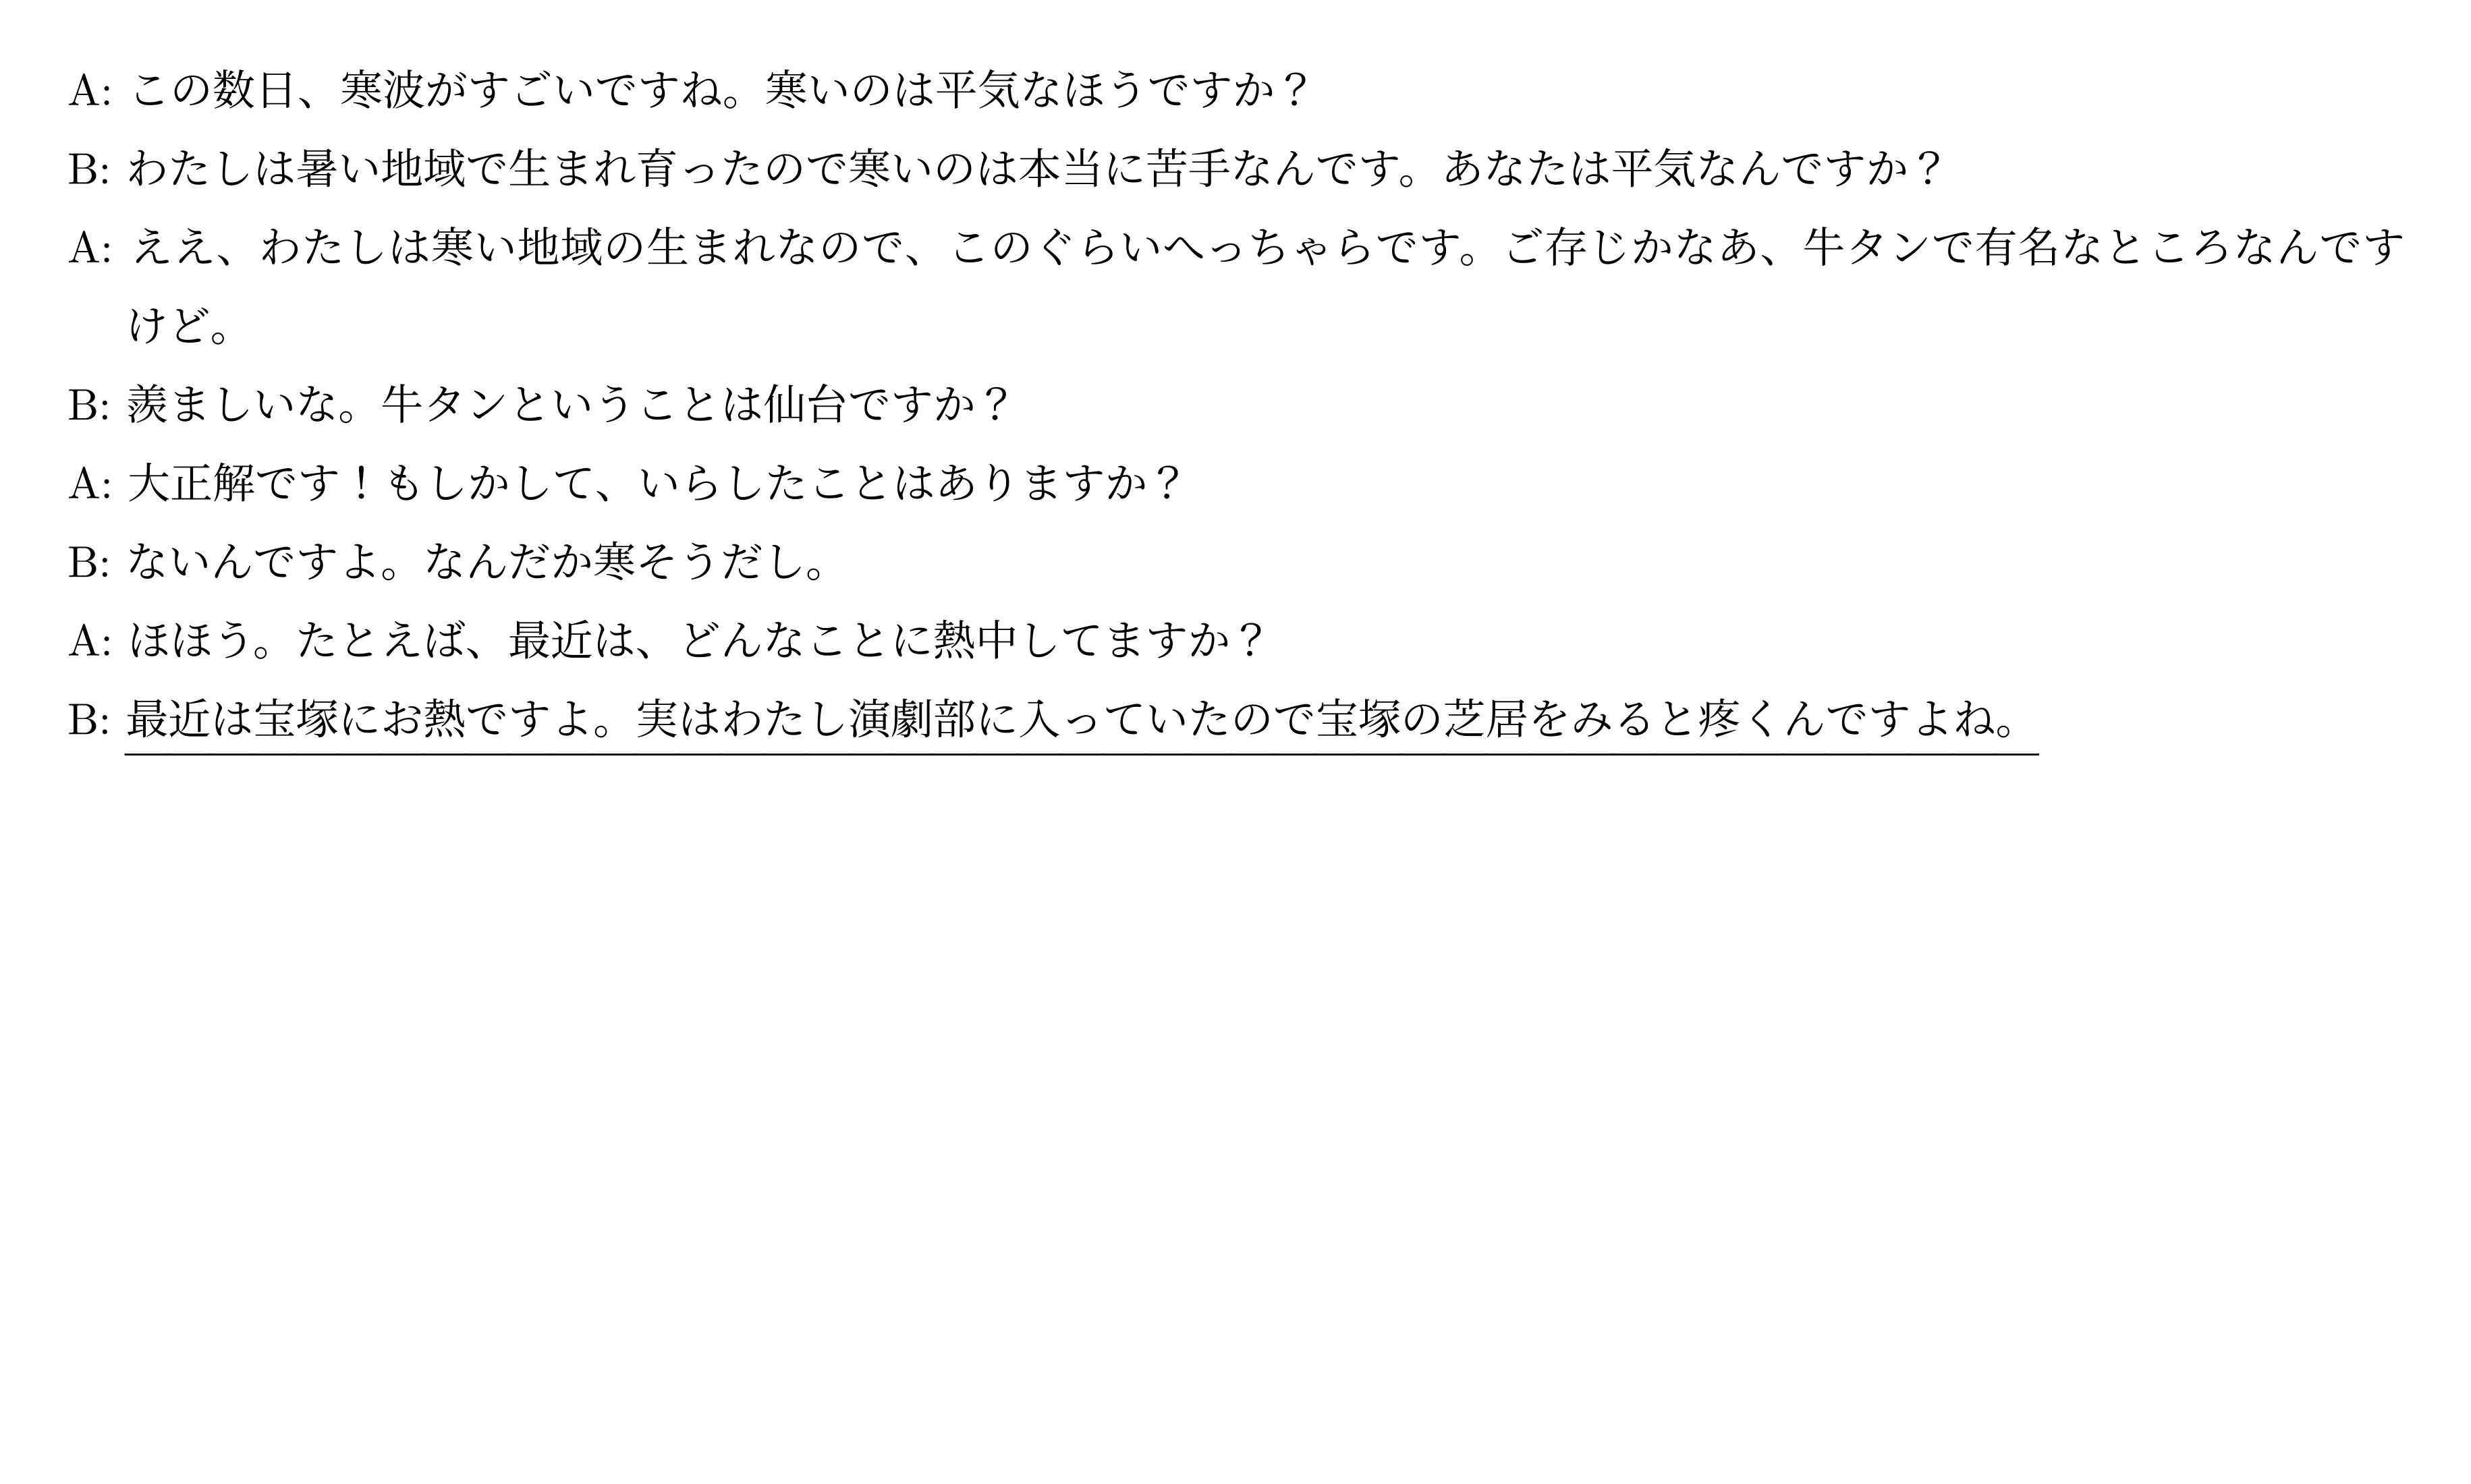 A: この数日、寒波がすごいですね。寒いのは平気なほうですか？
B: わたしは暑い地域で生まれ育ったので寒いのは本当に苦手なんです。あなたは平気なんですか？
A: ええ、わたしは寒い地域の生まれなので、このぐらいへっちゃらです。ご存じかなあ、牛タンで有名なところなんです
けど。
B: 羨ましいな。牛タンということは仙台ですか？
A: 大正解です！もしかして、いらしたことはありますか？
B: ないんですよ。なんだか寒そうだし。
A: ほほう。たとえば、最近は、どんなことに熱中してますか？
B: 最近は宝塚にお熱ですよ。実はわたし演劇部に入っていたので宝塚の芝居をみると疼くんですよね。